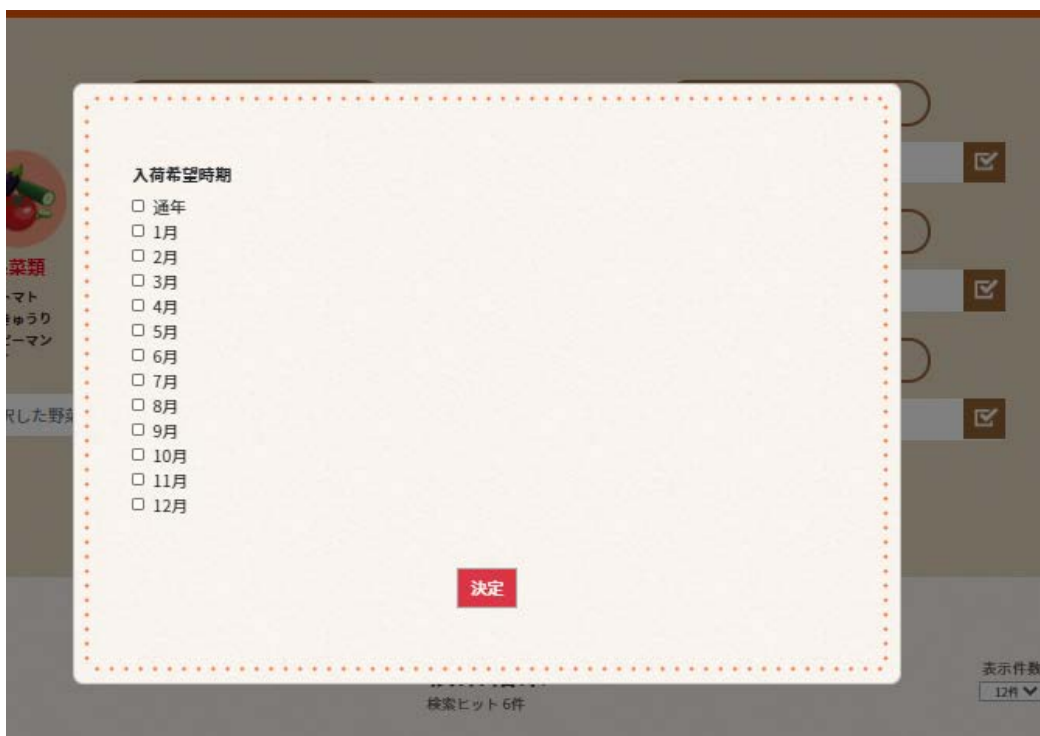 入荷希望時期
通年
1月
2月
3月
4月
5月
6月
7月
8月
9月
10月
11月
12月
決定
菜類
マト
きゅうり
ピーマン
択した野菜
検索ヒット 6件
表示件数
12件